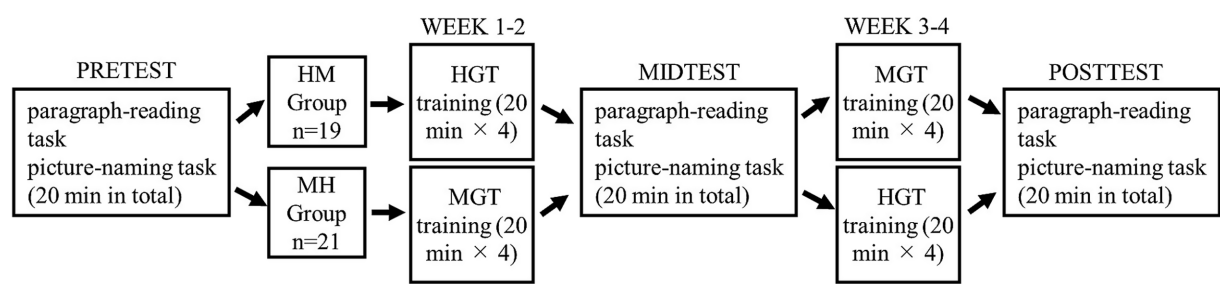 PRETEST
paragraph-reading
task
picture-naming task
(20 min in total)
HM
Group
n=19
MH
Group
n=21
WEEK 1-2
HGT
training (20
min × 4)
MGT
training (20
min × 4)
MIDTEST
paragraph-reading
task
picture-naming task
(20 min in total)
WEEK 3-4
MGT
training (20
min × 4)
HGT
training (20
min × 4)
POSTTEST
paragraph-reading
task
picture-naming task
(20 min in total)